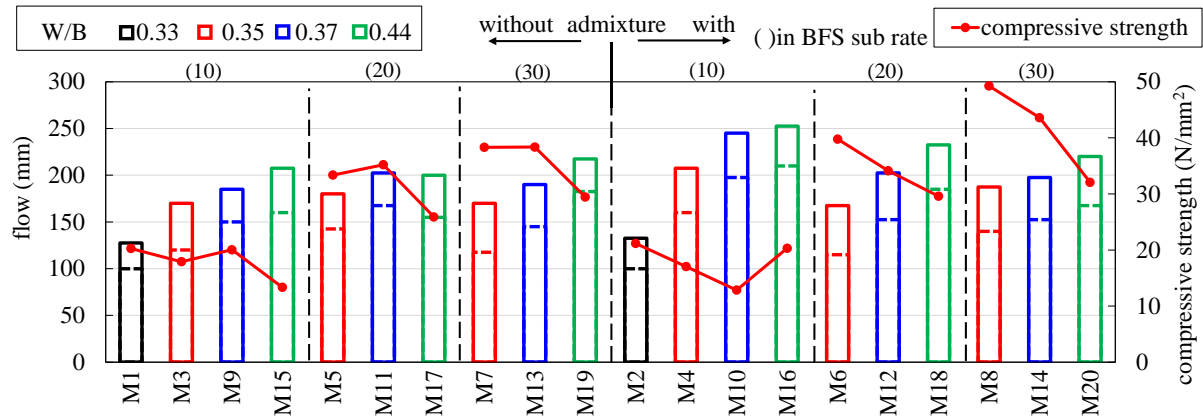 W/B 0.33 0.35 0.37 0.44
without admixture with
( )in BFS sub rate
compressive strength
(10) (20) (30) (10) (20) (30)
flow (mm)
300
250
200
150
100
50
0
compressive strength (N/mm²)
50
40
30
20
10
0
M1 M3 M9 M15 M5 M11 M17 M7 M13 M19 M2 M4 M10 M16 M6 M12 M18 M8 M14 M20